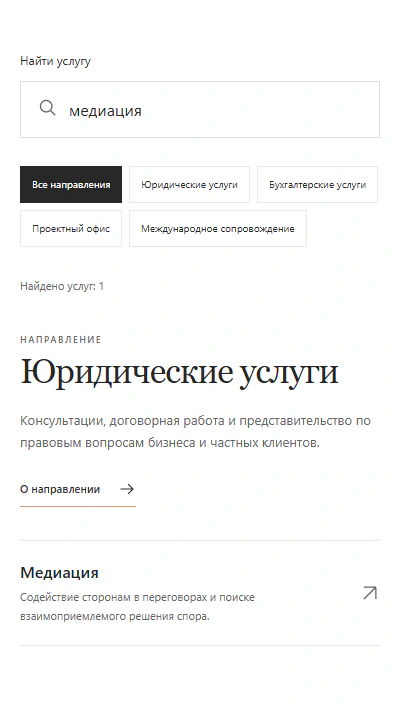 Найти услугу
медиация
Все направления
Юридические услуги
Бухгалтерские услуги
Проектный офис
Международное сопровождение
Найдено услуг: 1
НАПРАВЛЕНИЕ
Юридические услуги
Консультации, договорная работа и представительство по
правовым вопросам бизнеса и частных клиентов.
О направлении
Медиация
Содействие сторонам в переговорах и поиске
взаимоприемлемого решения спора.